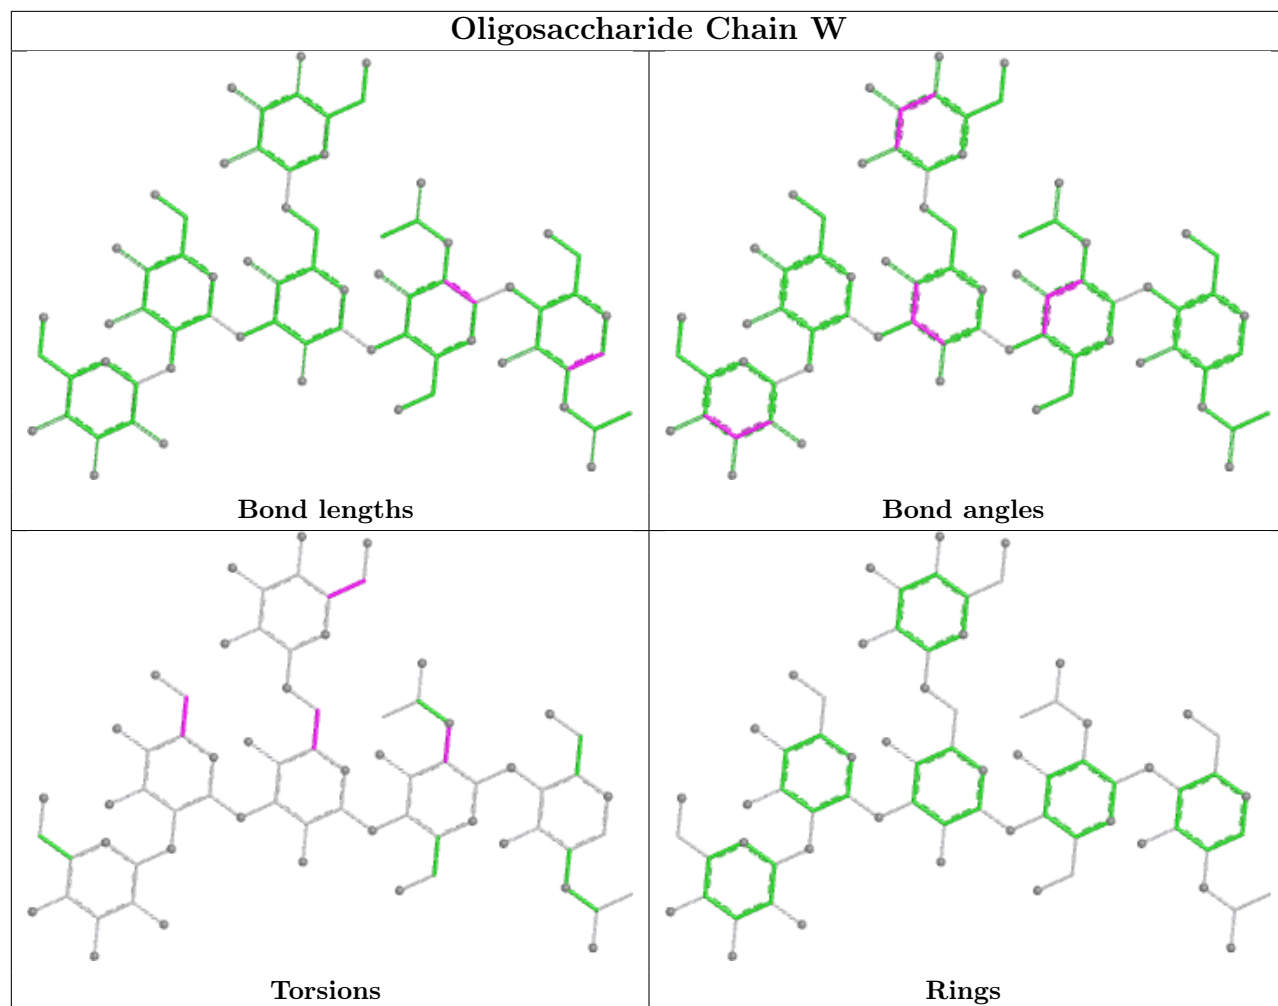 Oligosaccharide Chain W
Bond lengths
Bond angles
Torsions
Rings